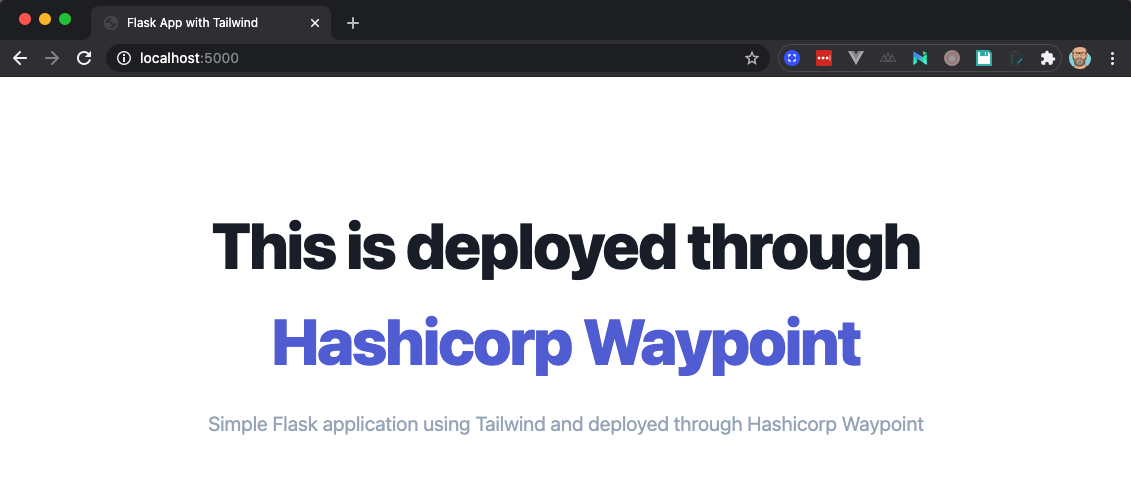 Flask App with Tailwind
localhost:5000
This is deployed through
Hashicorp Waypoint
Simple Flask application using Tailwind and deployed through Hashicorp Waypoint